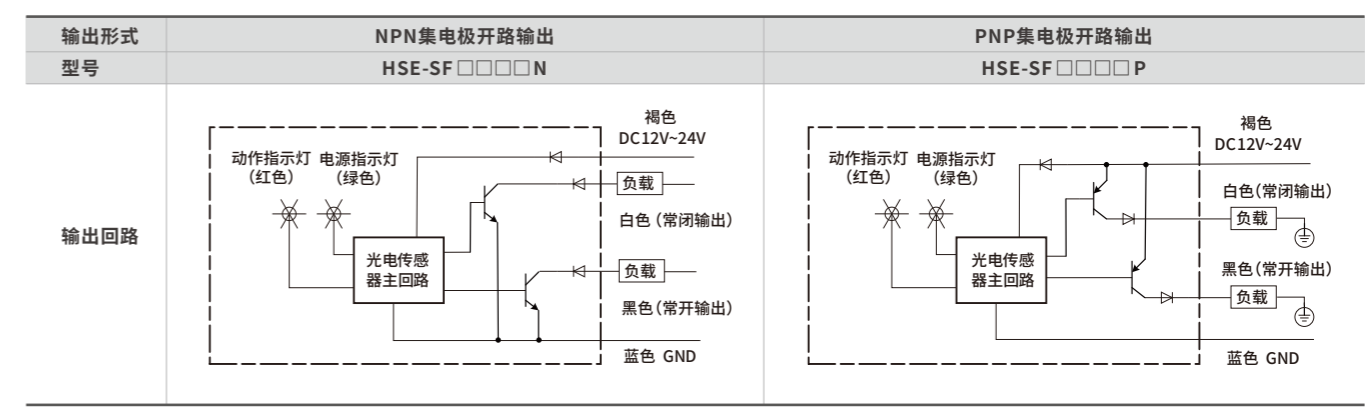 输出形式 NPN集电极开路输出 PNP集电极开路输出
型号 HSE-SF□□□□N HSE-SF□□□□P
输出回路
褐色
DC12V~24V
动作指示灯 电源指示灯
(红色) (绿色)
负载
白色(常闭输出)
光电传感
器主回路
负载
黑色(常开输出)
蓝色 GND
褐色
DC12V~24V
动作指示灯 电源指示灯
(红色) (绿色)
白色(常闭输出)
负载
光电传感
器主回路
黑色(常开输出)
负载
蓝色 GND